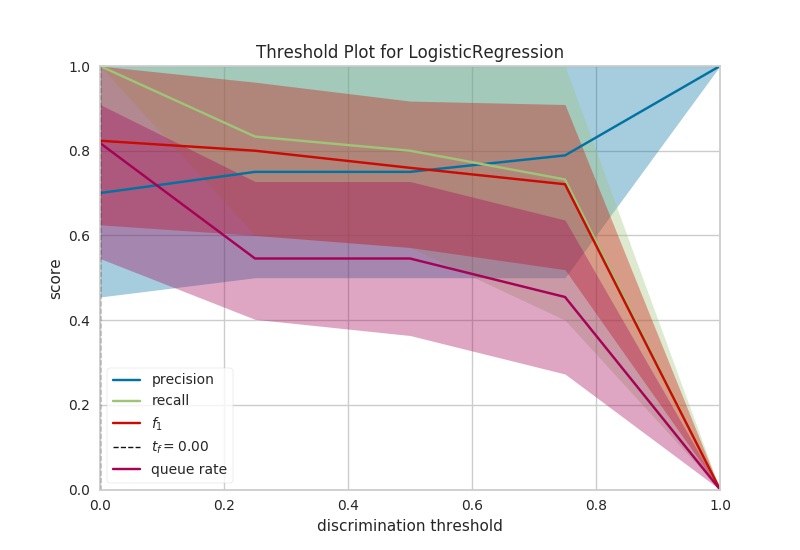 Threshold Plot for LogisticRegression
1.0
0.8
0.6
0.4
0.2
0.0
score
precision
recall
f1
tf = 0.00
queue rate
0.0 0.2 0.4 0.6 0.8 1.0
discrimination threshold